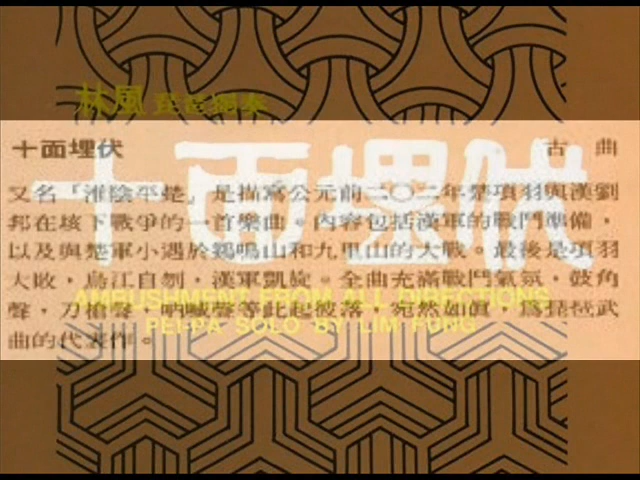 林風 琵琶獨奏
十面埋伏 古曲
十面埋伏
又名『淮陰平楚』是描寫公元前二〇二年楚項羽與漢劉
邦在垓下戰爭的一首樂曲。內容包括漢軍的戰鬥準備，
以及與楚軍小遇於鶏鳴山和九里山的大戰。最後是項羽
大敗，烏江自刎，漢軍凱旋。全曲充滿戰鬥氣氛，鼓角
聲，刀槍聲，吶喊聲等此起彼落，宛然如真，爲琵琶武
曲的代表作。
AMBUSHMENT FROM ALL DIRECTIONS
PEI-PA SOLO BY LIM FUNG